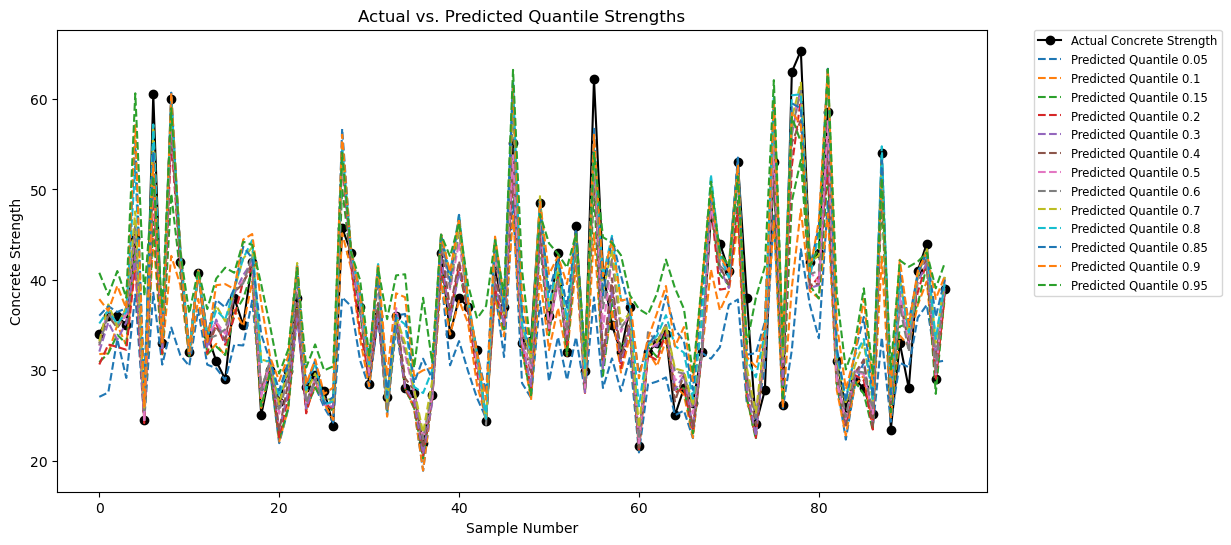 Actual vs. Predicted Quantile Strengths
Concrete Strength
60
50
40
30
20
0
20
40
60
80
Sample Number
Actual Concrete Strength
Predicted Quantile 0.05
Predicted Quantile 0.1
Predicted Quantile 0.15
Predicted Quantile 0.2
Predicted Quantile 0.3
Predicted Quantile 0.4
Predicted Quantile 0.5
Predicted Quantile 0.6
Predicted Quantile 0.7
Predicted Quantile 0.8
Predicted Quantile 0.85
Predicted Quantile 0.9
Predicted Quantile 0.95